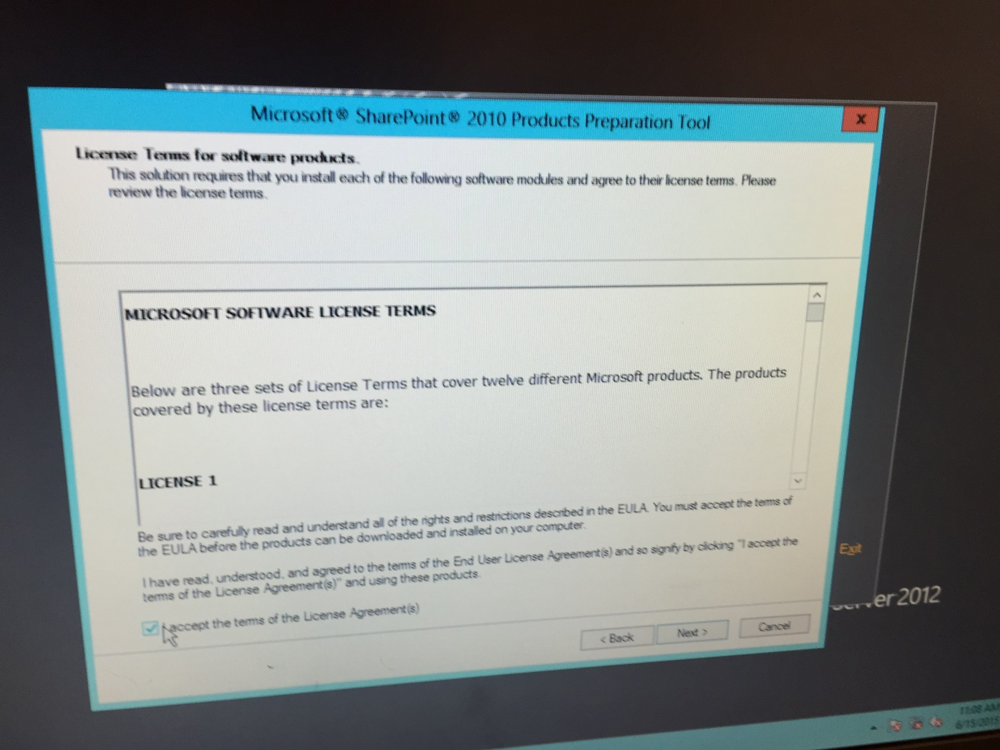 Microsoft® SharePoint® 2010 Products Preparation Tool
x
License Terms for software products.
This solution requires that you install each of the following software modules and agree to their license terms. Please
review the license terms.
MICROSOFT SOFTWARE LICENSE TERMS
Below are three sets of License Terms that cover twelve different Microsoft products. The products
covered by these license terms are:
LICENSE 1
Be sure to carefully read and understand all of the rights and restrictions described in the EULA. You must accept the terms of
the EULA before the products can be downloaded and installed on your computer.
I have read, understood, and agreed to the terms of the End User License Agreement(s) and so signify by clicking "I accept the
terms of the License Agreement(s)" and using these products.
I accept the terms of the License Agreement(s)
< Back
Next >
Cancel
Exit
Server 2012
11:08 AM